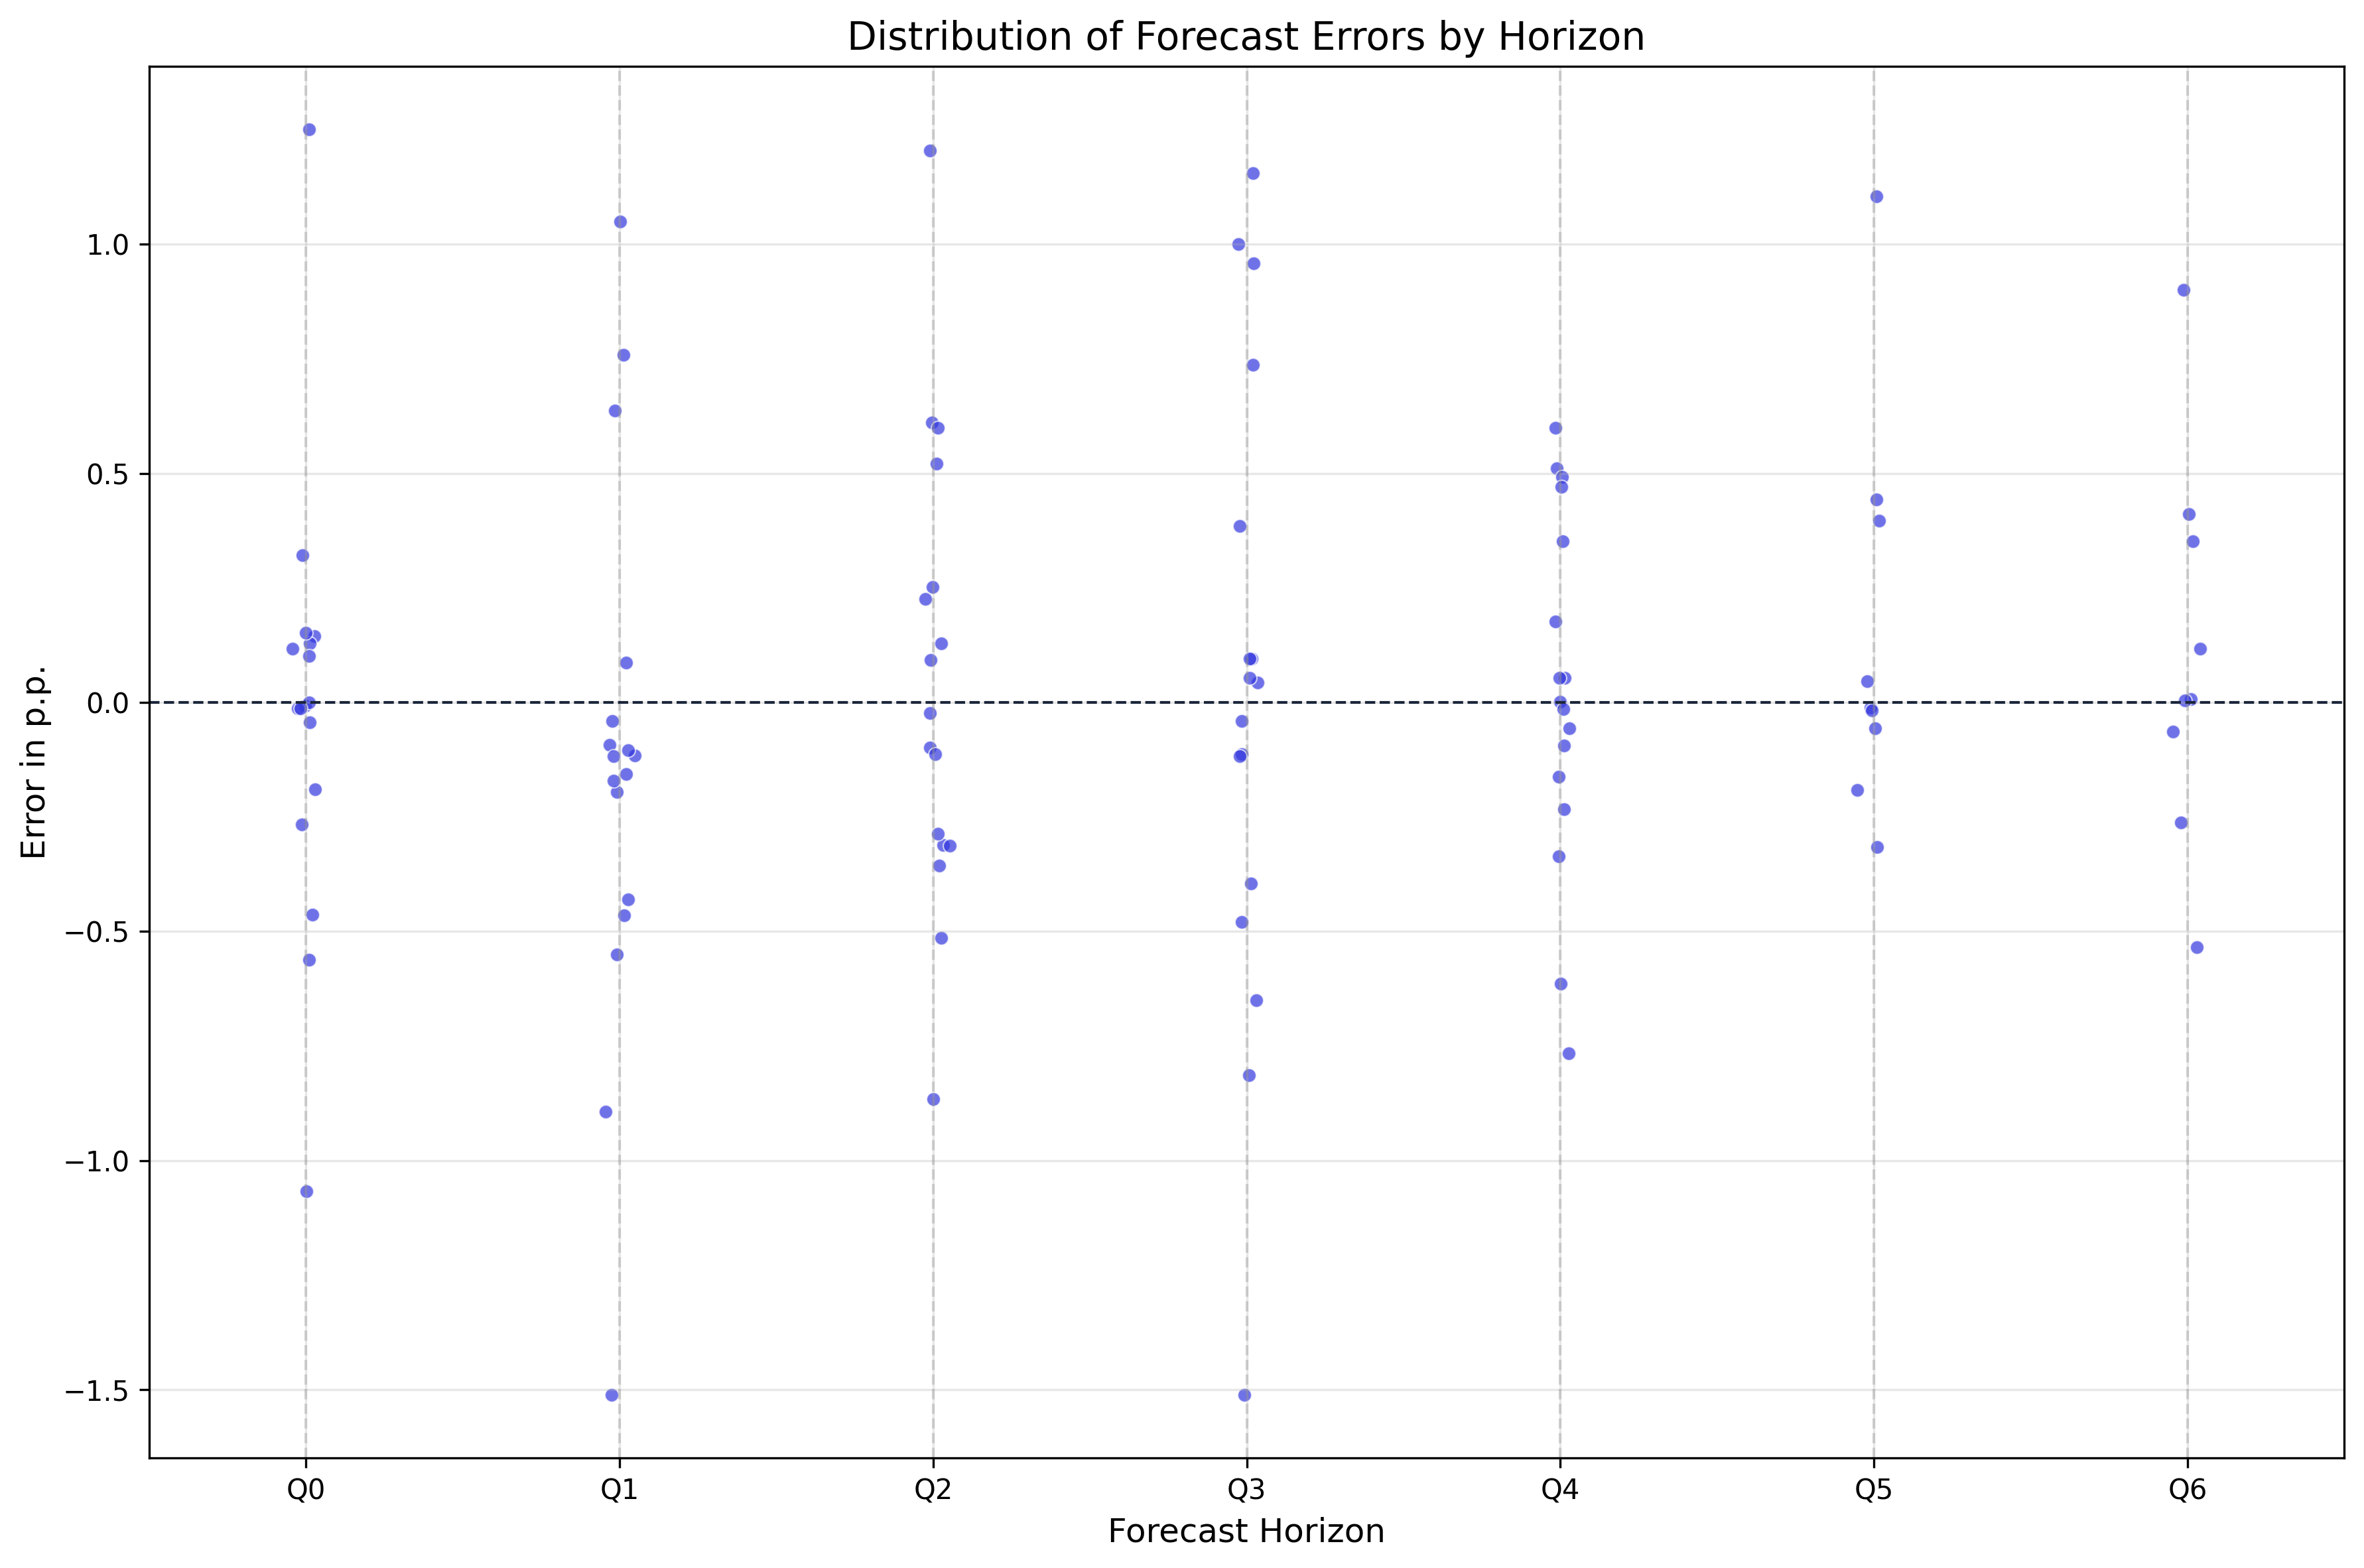 Distribution of Forecast Errors by Horizon
Error in p.p.
1.0
0.5
0.0
−0.5
−1.0
−1.5
Q0 Q1 Q2 Q3 Q4 Q5 Q6
Forecast Horizon